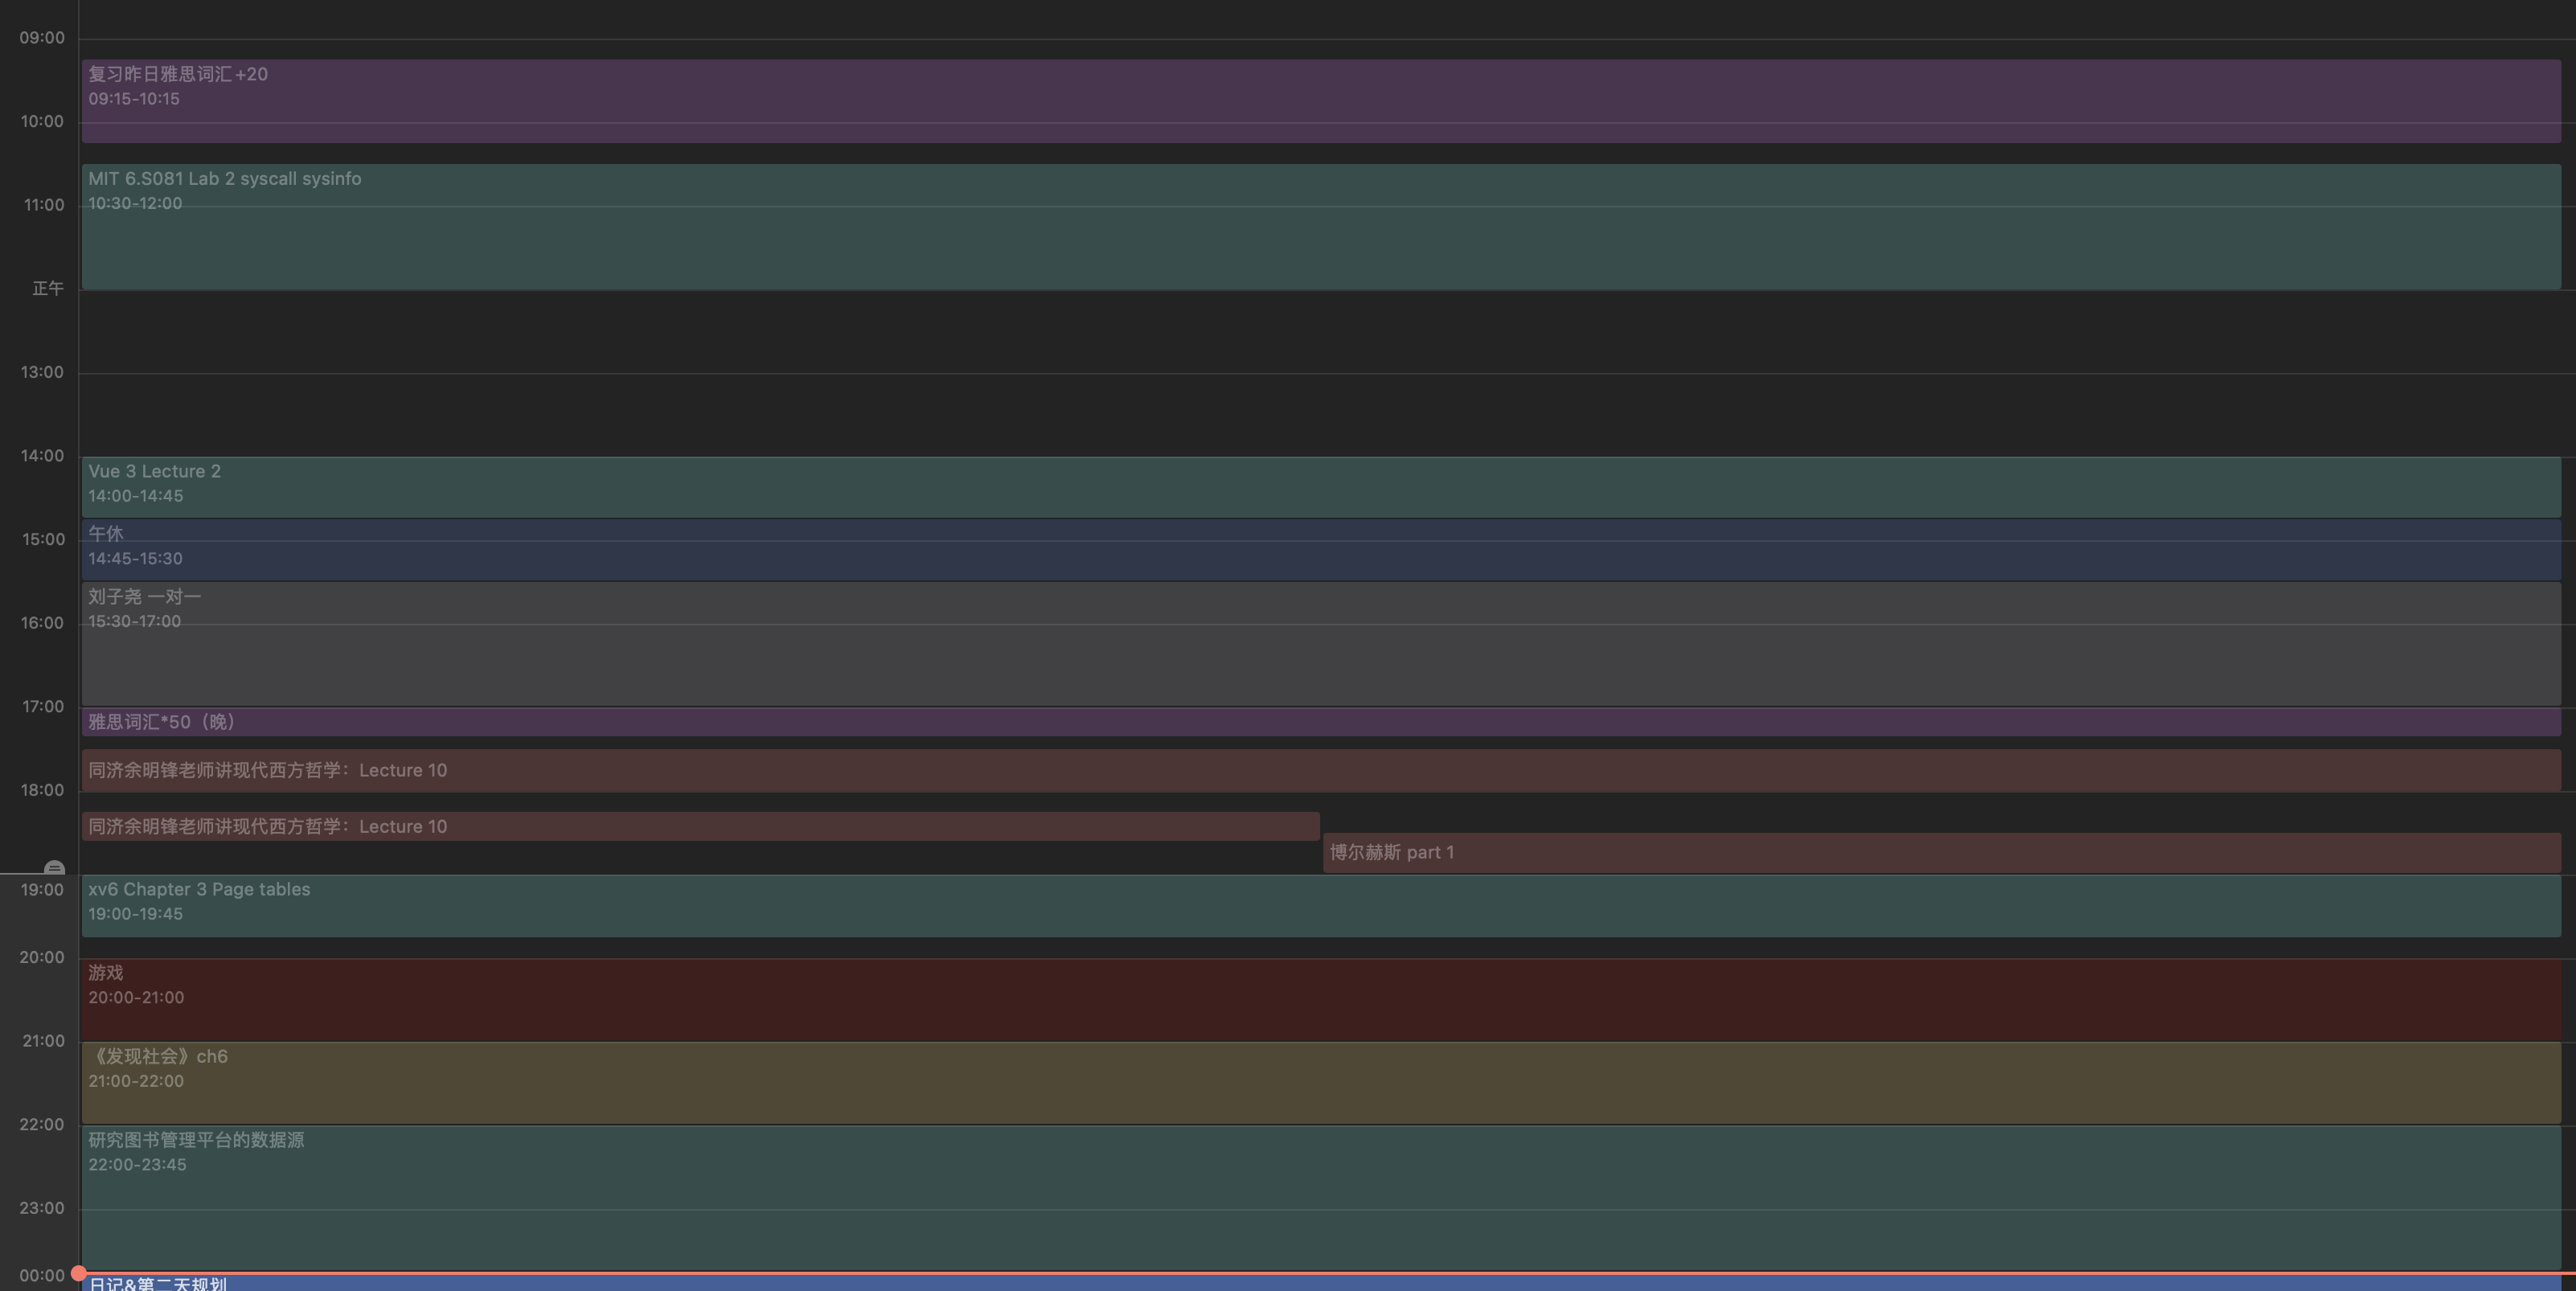 09:00
复习昨日雅思词汇+20
09:15-10:15
10:00
MIT 6.S081 Lab 2 syscall sysinfo
10:30-12:00
11:00
正午
13:00
14:00
Vue 3 Lecture 2
14:00-14:45
午休
15:00
14:45-15:30
刘子尧 一对一
15:30-17:00
16:00
17:00
雅思词汇*50（晚）
同济余明锋老师讲现代西方哲学：Lecture 10
18:00
同济余明锋老师讲现代西方哲学：Lecture 10
博尔赫斯 part 1
19:00
xv6 Chapter 3 Page tables
19:00-19:45
20:00
游戏
20:00-21:00
21:00
《发现社会》ch6
21:00-22:00
22:00
研究图书管理平台的数据源
22:00-23:45
23:00
00:00
日记&第二天规划